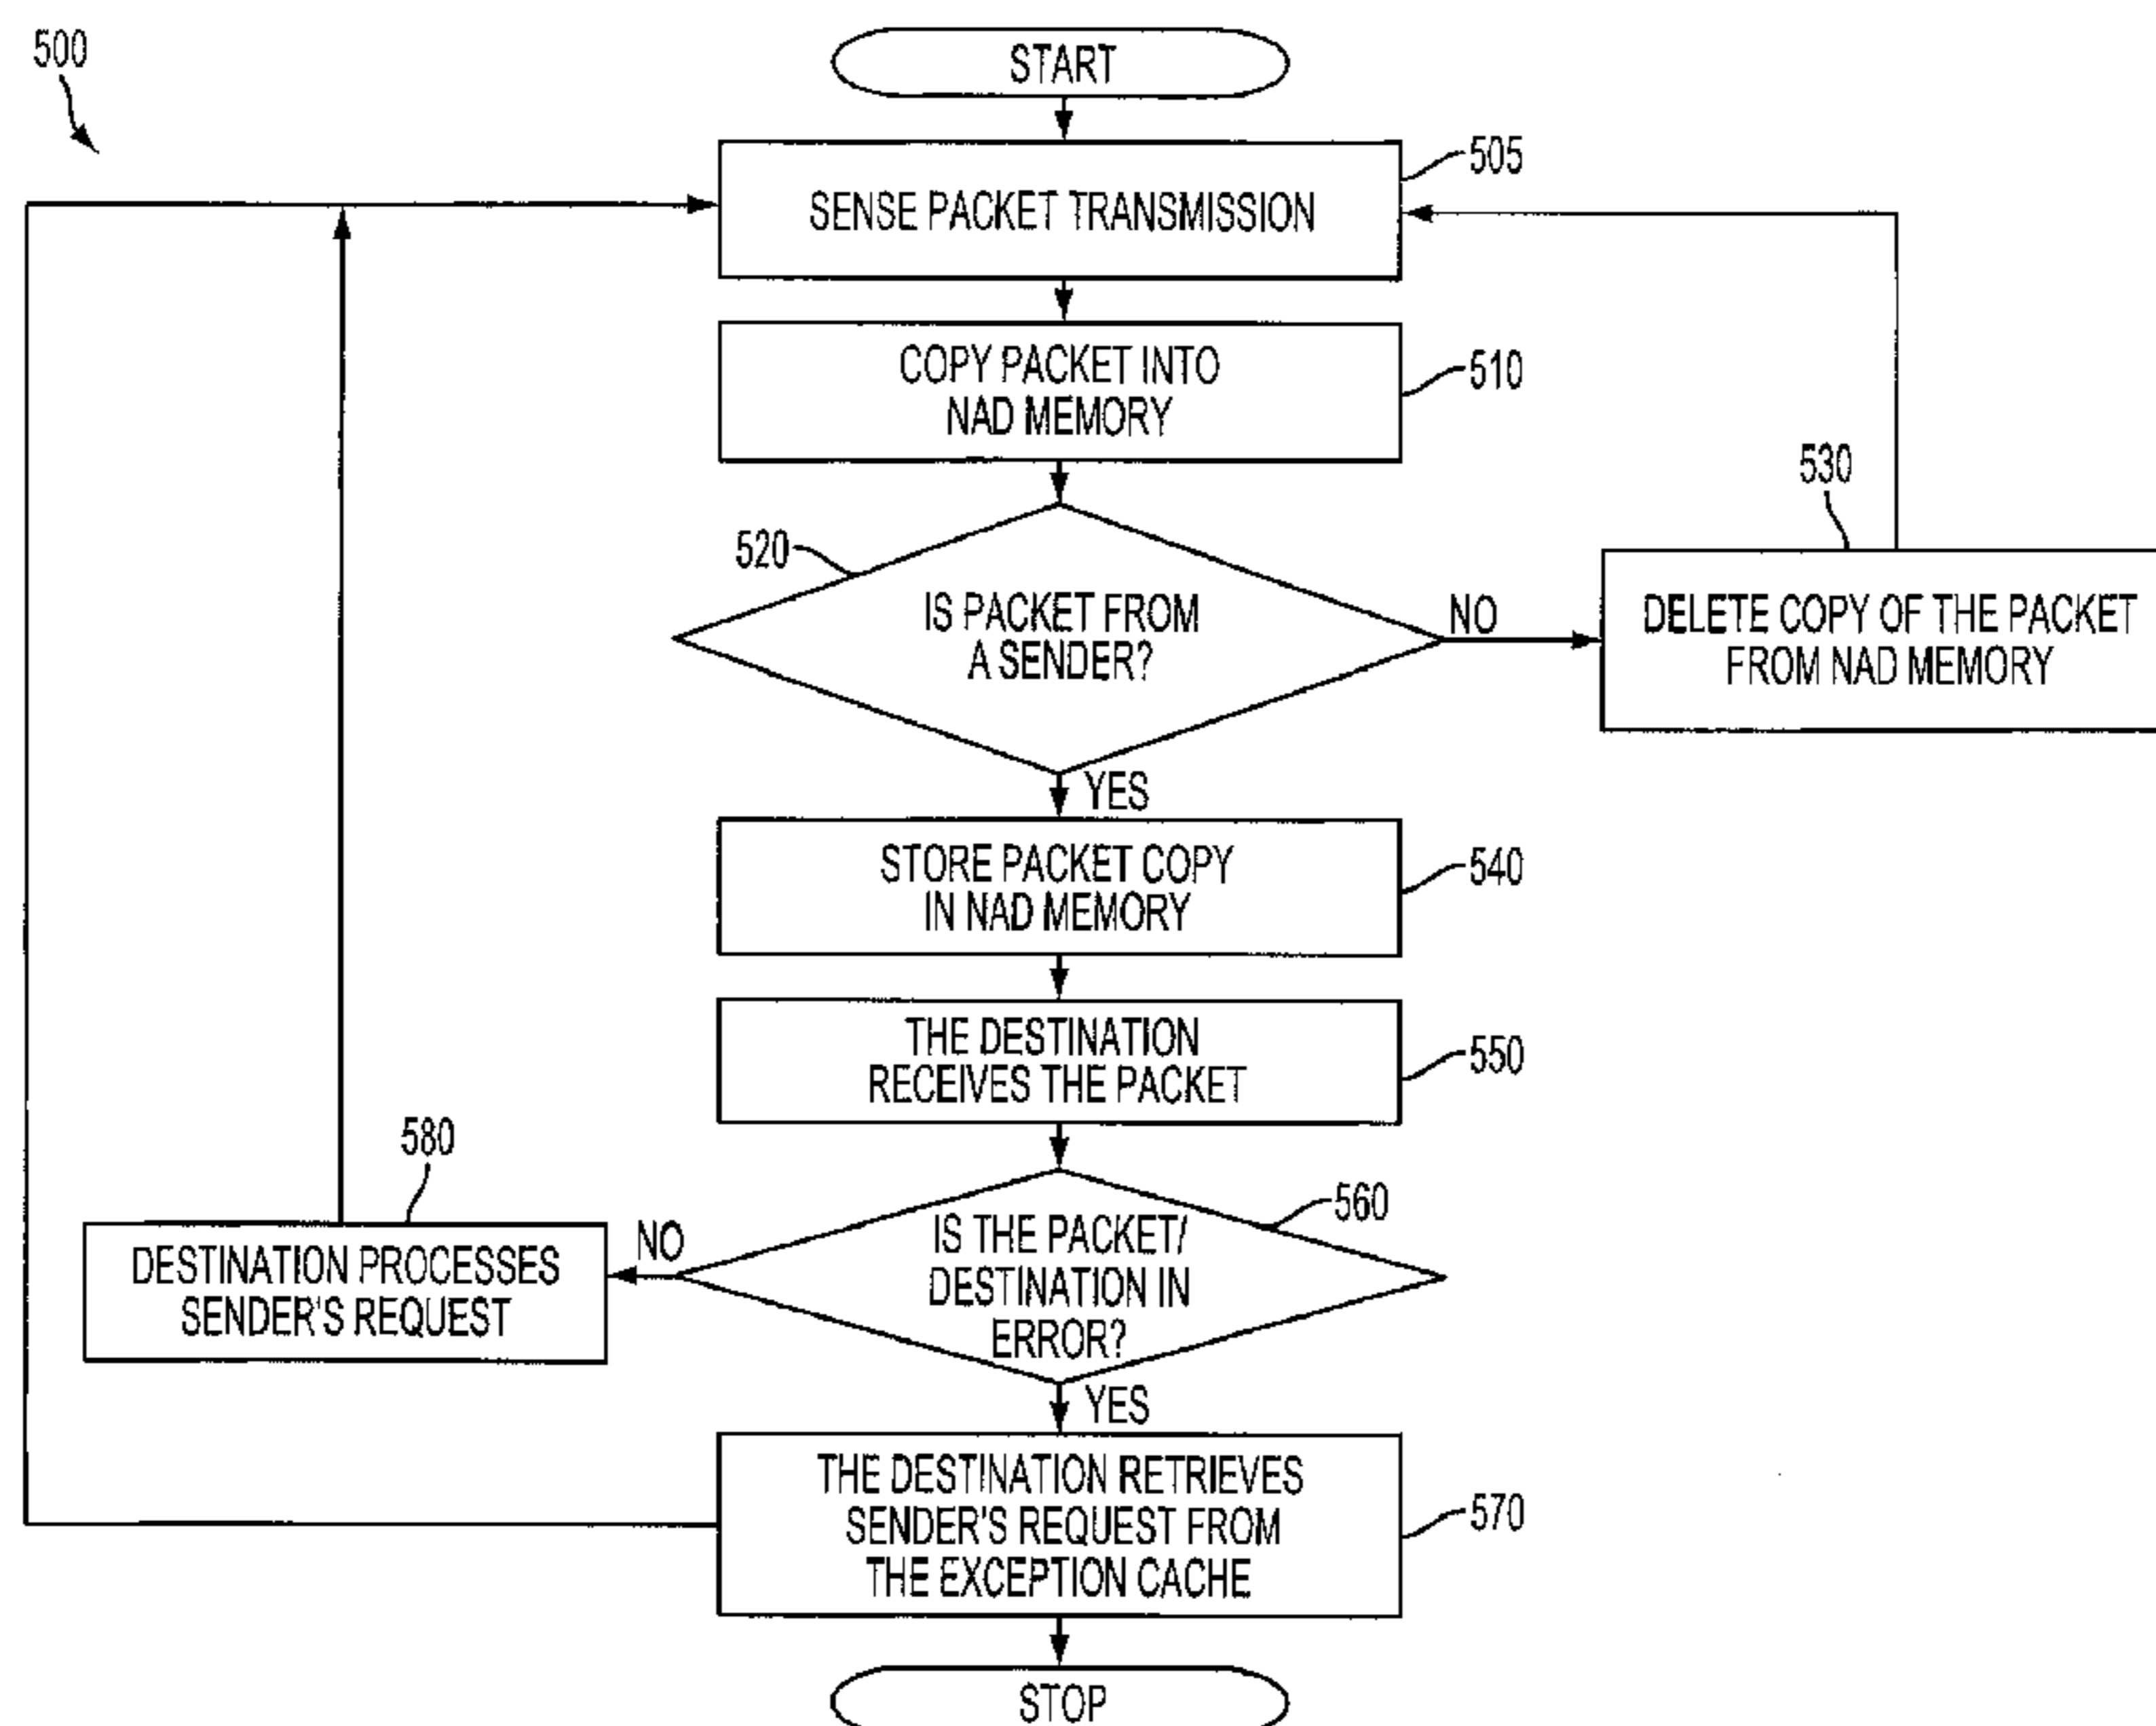 500
START
505
SENSE PACKET TRANSMISSION
COPY PACKET INTO
NAD MEMORY
510
520
IS PACKET FROM
A SENDER?
NO
530
DELETE COPY OF THE PACKET
FROM NAD MEMORY
YES
STORE PACKET COPY
IN NAD MEMORY
540
THE DESTINATION
RECEIVES THE PACKET
550
560
IS THE PACKET/
DESTINATION IN
ERROR?
NO
580
DESTINATION PROCESSES
SENDER'S REQUEST
YES
THE DESTINATION RETRIEVES
SENDER'S REQUEST FROM
THE EXCEPTION CACHE
570
STOP